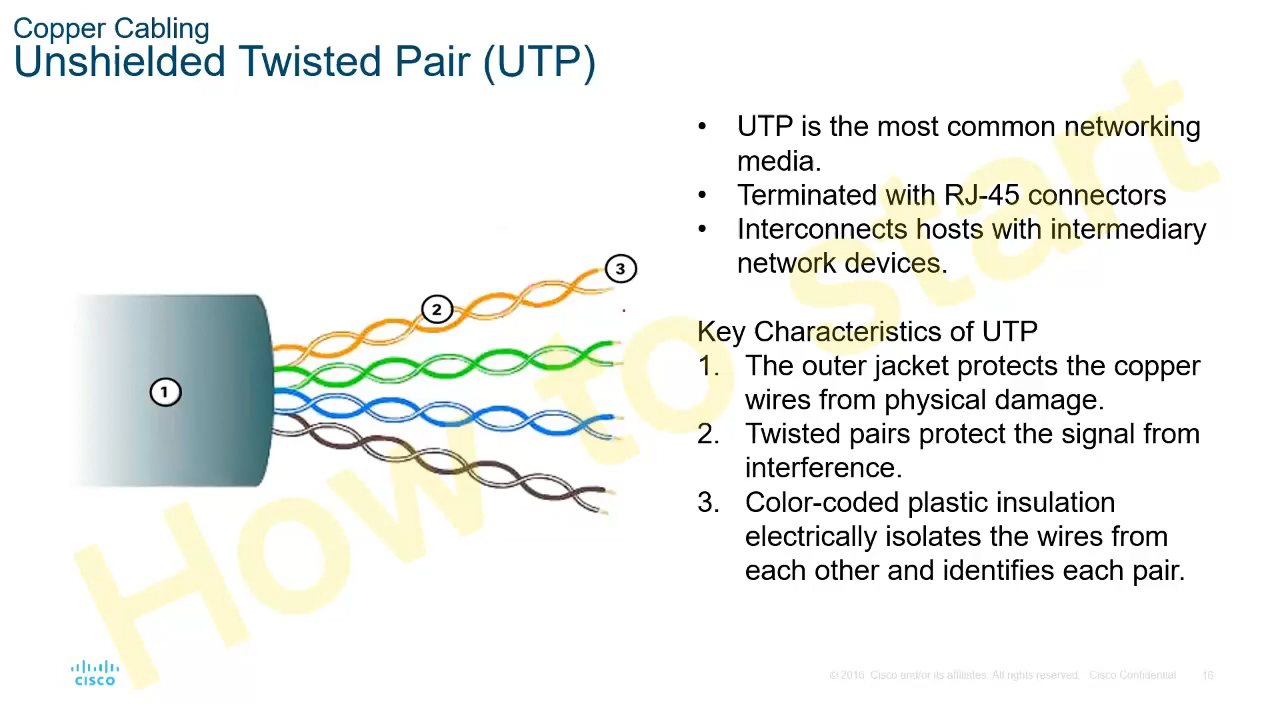 Copper Cabling
Unshielded Twisted Pair (UTP)
• UTP is the most common networking
media.
• Terminated with RJ-45 connectors
• Interconnects hosts with intermediary
network devices.
Key Characteristics of UTP
1. The outer jacket protects the copper
wires from physical damage.
2. Twisted pairs protect the signal from
interference.
3. Color-coded plastic insulation
electrically isolates the wires from
each other and identifies each pair.
1
2
3
How to start
CISCO
© 2016 Cisco and/or its affiliates. All rights reserved. Cisco Confidential
16